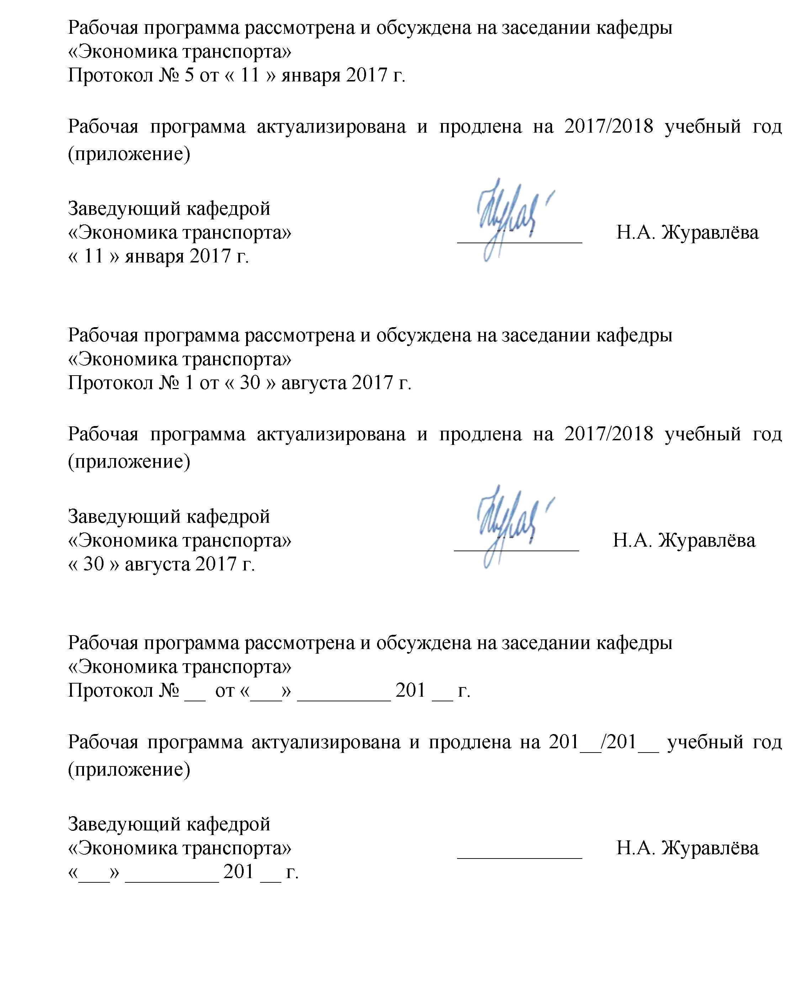 Рабочая программа рассмотрена и обсуждена на заседании кафедры
«Экономика транспорта»
Протокол № 5 от « 11 » января 2017 г.
Рабочая программа актуализирована и продлена на 2017/2018 учебный год
(приложение)
Заведующий кафедрой
«Экономика транспорта» ____________ Н.А. Журавлёва
« 11 » января 2017 г.
Рабочая программа рассмотрена и обсуждена на заседании кафедры
«Экономика транспорта»
Протокол № 1 от « 30 » августа 2017 г.
Рабочая программа актуализирована и продлена на 2017/2018 учебный год
(приложение)
Заведующий кафедрой
«Экономика транспорта» ____________ Н.А. Журавлёва
« 30 » августа 2017 г.
Рабочая программа рассмотрена и обсуждена на заседании кафедры
«Экономика транспорта»
Протокол № __ от «___» _________ 201 __ г.
Рабочая программа актуализирована и продлена на 201__/201__ учебный год
(приложение)
Заведующий кафедрой
«Экономика транспорта» ____________ Н.А. Журавлёва
«___» _________ 201 __ г.